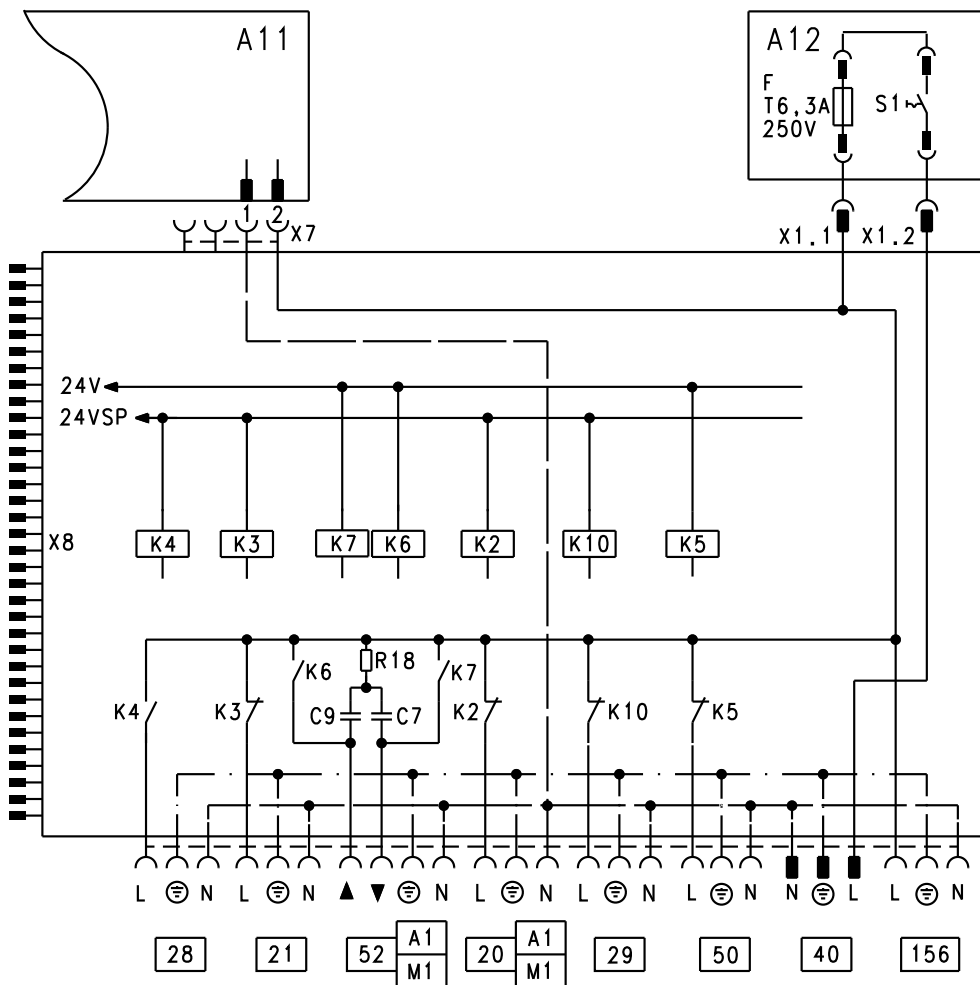 A11
A12
F
T6,3A
250V
S1
1 2
X7
X1.1 X1.2
24V
24VSP
X8
K4 K3 K7 K6 K2 K10 K5
K6 R18 K7
K4 K3 C9 C7 K2 K10 K5
L N L N ▲ ▼ N L N L N L N N L L N
28 21 52 A1 M1 20 A1 M1 29 50 40 156